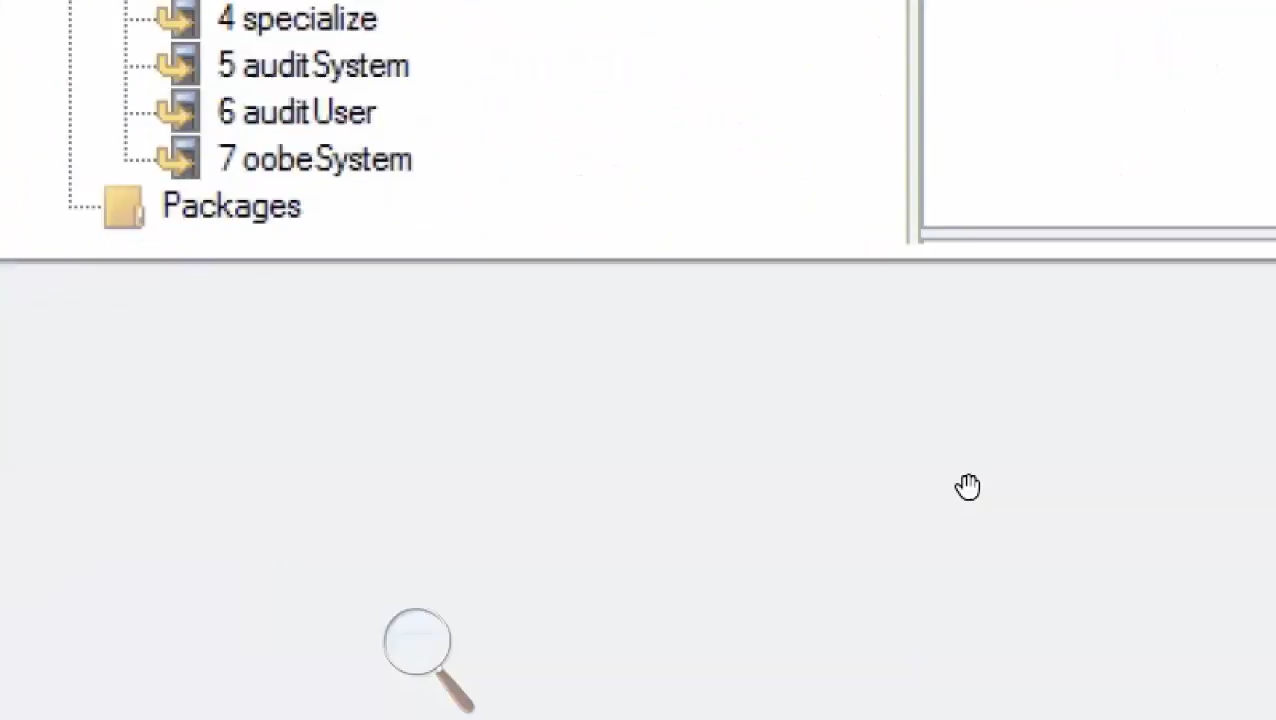 4 specialize
5 auditSystem
6 auditUser
7 oobeSystem
Packages